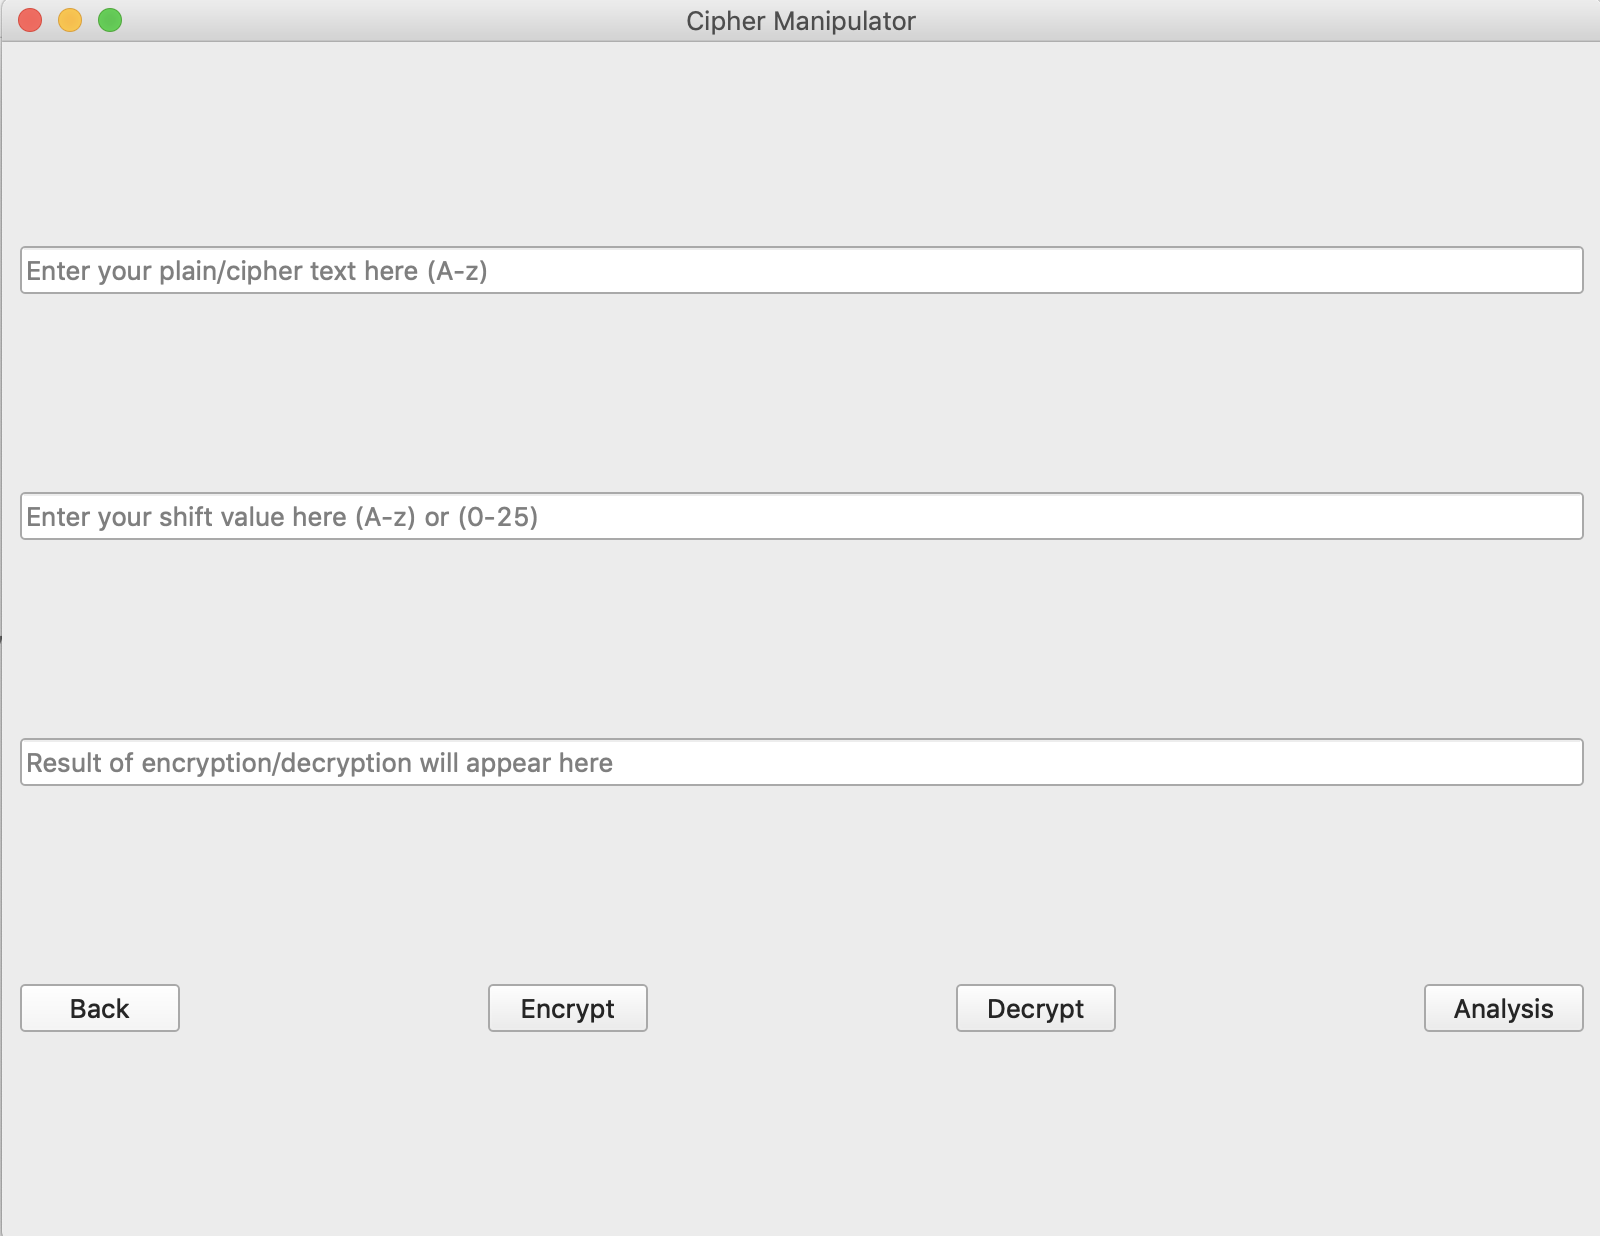 Cipher Manipulator
Enter your plain/cipher text here (A-z)
Enter your shift value here (A-z) or (0-25)
Result of encryption/decryption will appear here
Back Encrypt Decrypt Analysis